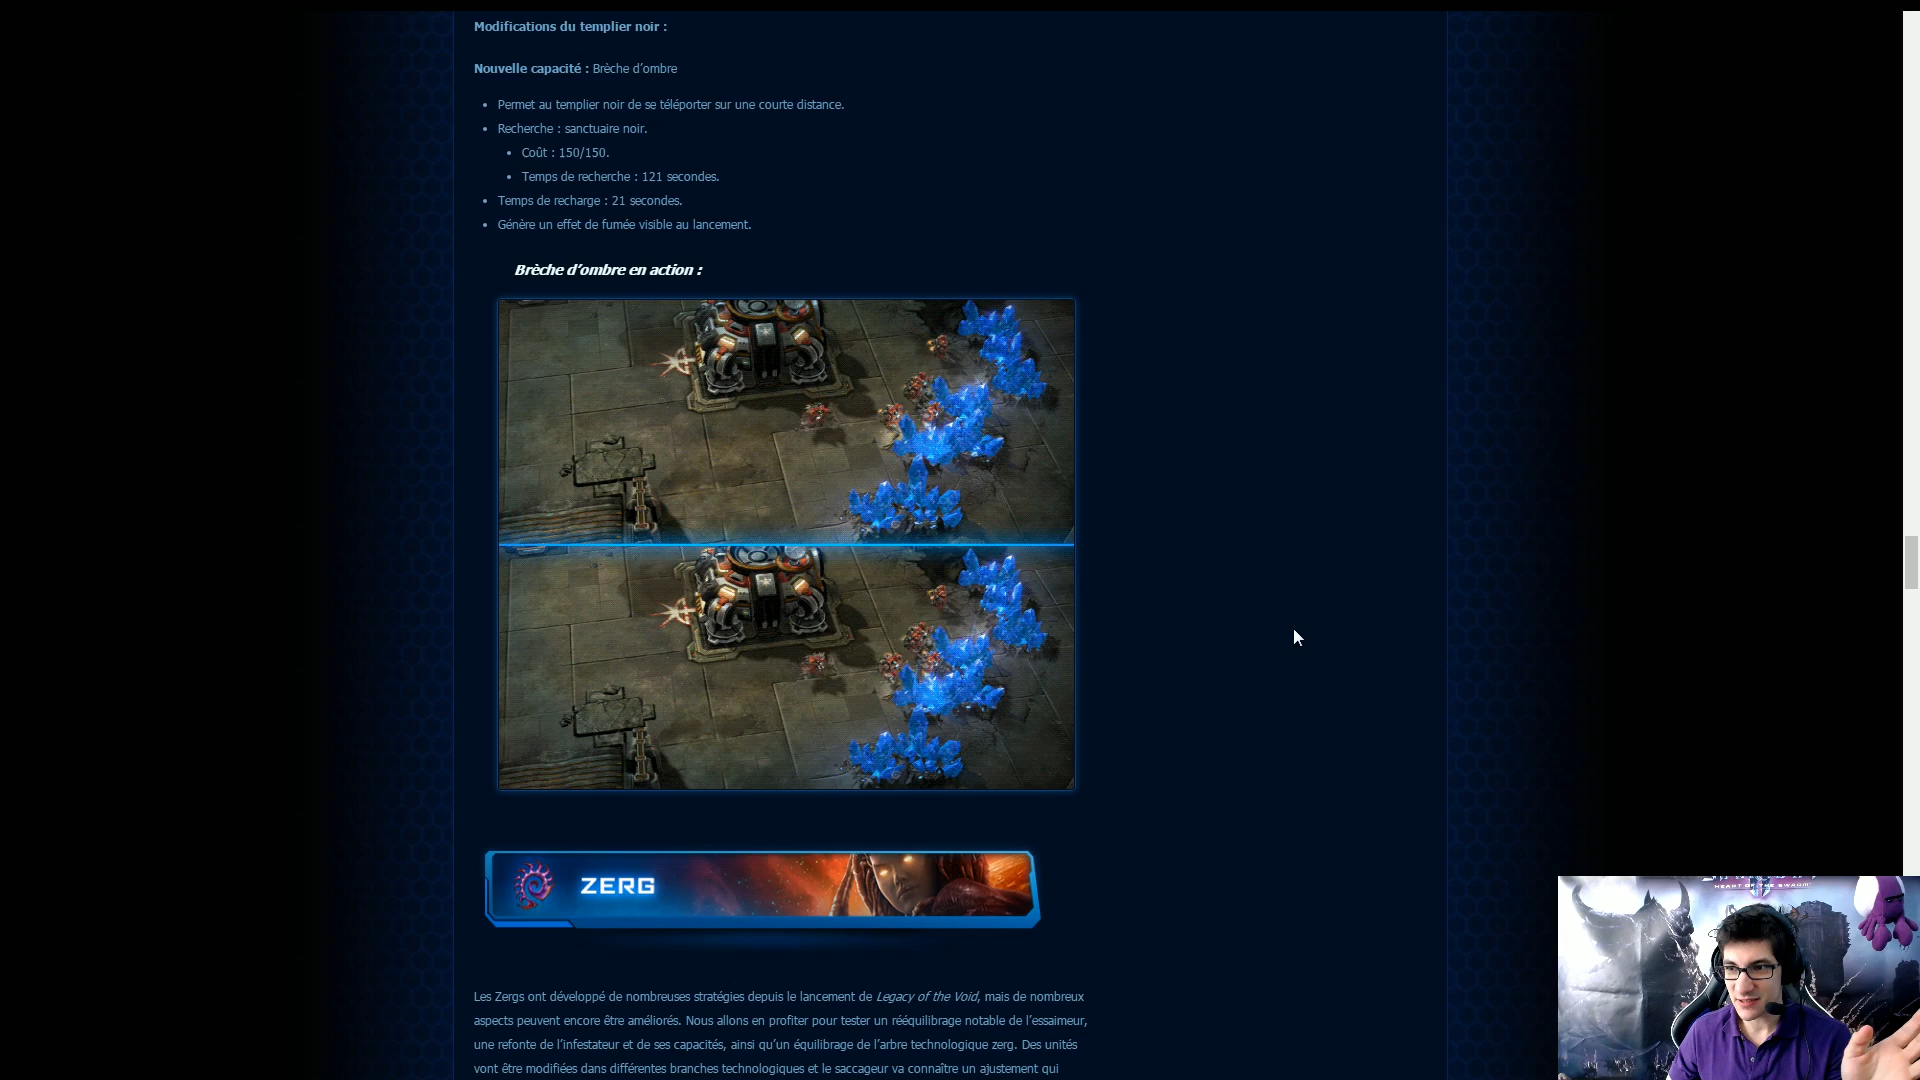 Modifications du templier noir :
Nouvelle capacité : Brèche d’ombre
Permet au templier noir de se téléporter sur une courte distance.
Recherche : sanctuaire noir.
Coût : 150/150.
Temps de recherche : 121 secondes.
Temps de recharge : 21 secondes.
Génère un effet de fumée visible au lancement.
Brèche d’ombre en action :
ZERG
Les Zergs ont développé de nombreuses stratégies depuis le lancement de Legacy of the Void, mais de nombreux
aspects peuvent encore être améliorés. Nous allons en profiter pour tester un rééquilibrage notable de l’essaimeur,
une refonte de l’infestateur et de ses capacités, ainsi qu’un équilibrage de l’arbre technologique zerg. Des unités
vont être modifiées dans différentes branches technologiques et le saccageur va connaître un ajustement qui
HEART OF THE SWARM